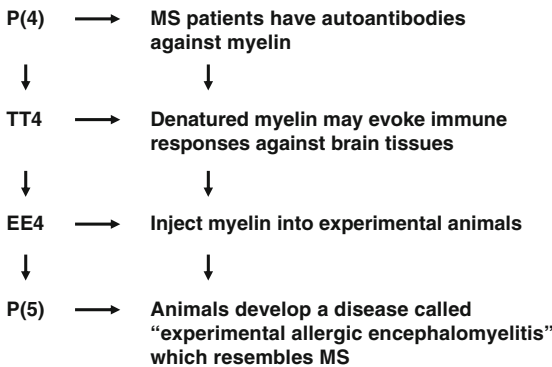 P(4) MS patients have autoantibodies
against myelin
TT4 Denatured myelin may evoke immune
responses against brain tissues
EE4 Inject myelin into experimental animals
P(5) Animals develop a disease called
“experimental allergic encephalomyelitis”
which resembles MS